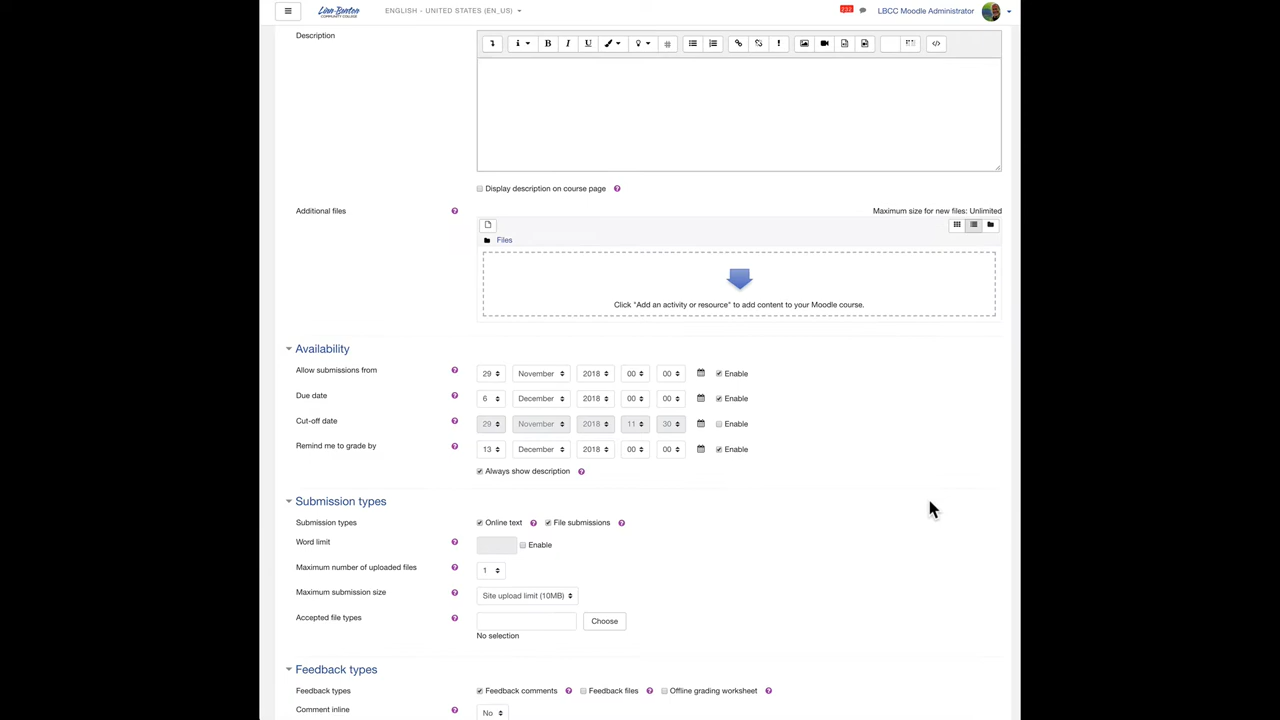 Linn-Benton
COMMUNITY COLLEGE
ENGLISH - UNITED STATES (EN_US)
232
LBCC Moodle Administrator
Description
Display description on course page
Additional files
Maximum size for new files: Unlimited
Files
Click "Add an activity or resource" to add content to your Moodle course.
Availability
Allow submissions from 29 November 2018 00 00 Enable
Due date 6 December 2018 00 00 Enable
Cut-off date 29 November 2018 11 30 Enable
Remind me to grade by 13 December 2018 00 00 Enable
Always show description
Submission types
Submission types Online text File submissions
Word limit Enable
Maximum number of uploaded files 1
Maximum submission size Site upload limit (10MB)
Accepted file types Choose
No selection
Feedback types
Feedback types Feedback comments Feedback files Offline grading worksheet
Comment inline No